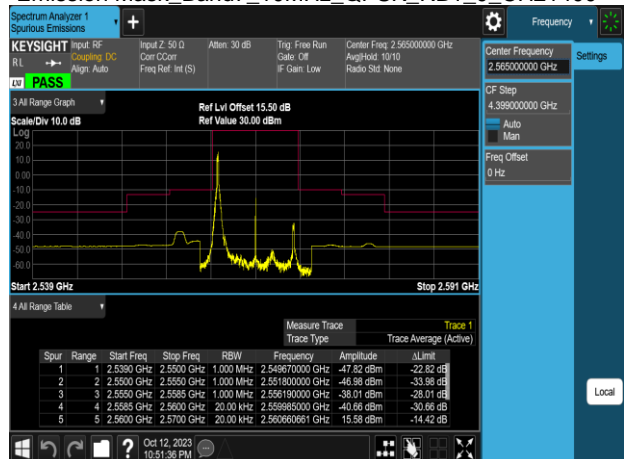 Spectrum Analyzer 1
Spurious Emissions
Frequency
KEYSIGHT
RL
Align: Auto
Input: RF
Coupling: DC
Input Z: 50 Ω
Corr CCorr
Freq Ref: Int (S)
Atten: 30 dB
Trig: Free Run
Gate: Off
IF Gain: Low
Center Freq: 2.565000000 GHz
Avg|Hold: 10/10
Radio Std: None
LXI PASS
Center Frequency
2.565000000 GHz
Settings
CF Step
4.399000000 GHz
Auto
Man
Freq Offset
0 Hz
Local
3 All Range Graph
Scale/Div 10.0 dB
Ref Lvl Offset 15.50 dB
Ref Value 30.00 dBm
Log
20.0
10.0
0.00
-10.0
-20.0
-30.0
-40.0
-50.0
-60.0
Start 2.539 GHz
Stop 2.591 GHz
4 All Range Table
Measure Trace Trace 1
Trace Type Trace Average (Active)
Spur Range Start Freq Stop Freq RBW Frequency Amplitude ΔLimit
1 1 2.5390 GHz 2.5500 GHz 1.000 MHz 2.549670000 GHz -47.82 dBm -22.82 dB
2 2 2.5500 GHz 2.5550 GHz 1.000 MHz 2.551800000 GHz -46.98 dBm -33.98 dB
3 3 2.5550 GHz 2.5585 GHz 1.000 MHz 2.556190000 GHz -38.01 dBm -28.01 dB
4 4 2.5585 GHz 2.5600 GHz 20.00 kHz 2.559985000 GHz -40.66 dBm -30.66 dB
5 5 2.5600 GHz 2.5700 GHz 20.00 kHz 2.560660661 GHz 15.58 dBm -14.42 dB
Oct 12, 2023
10:51:36 PM